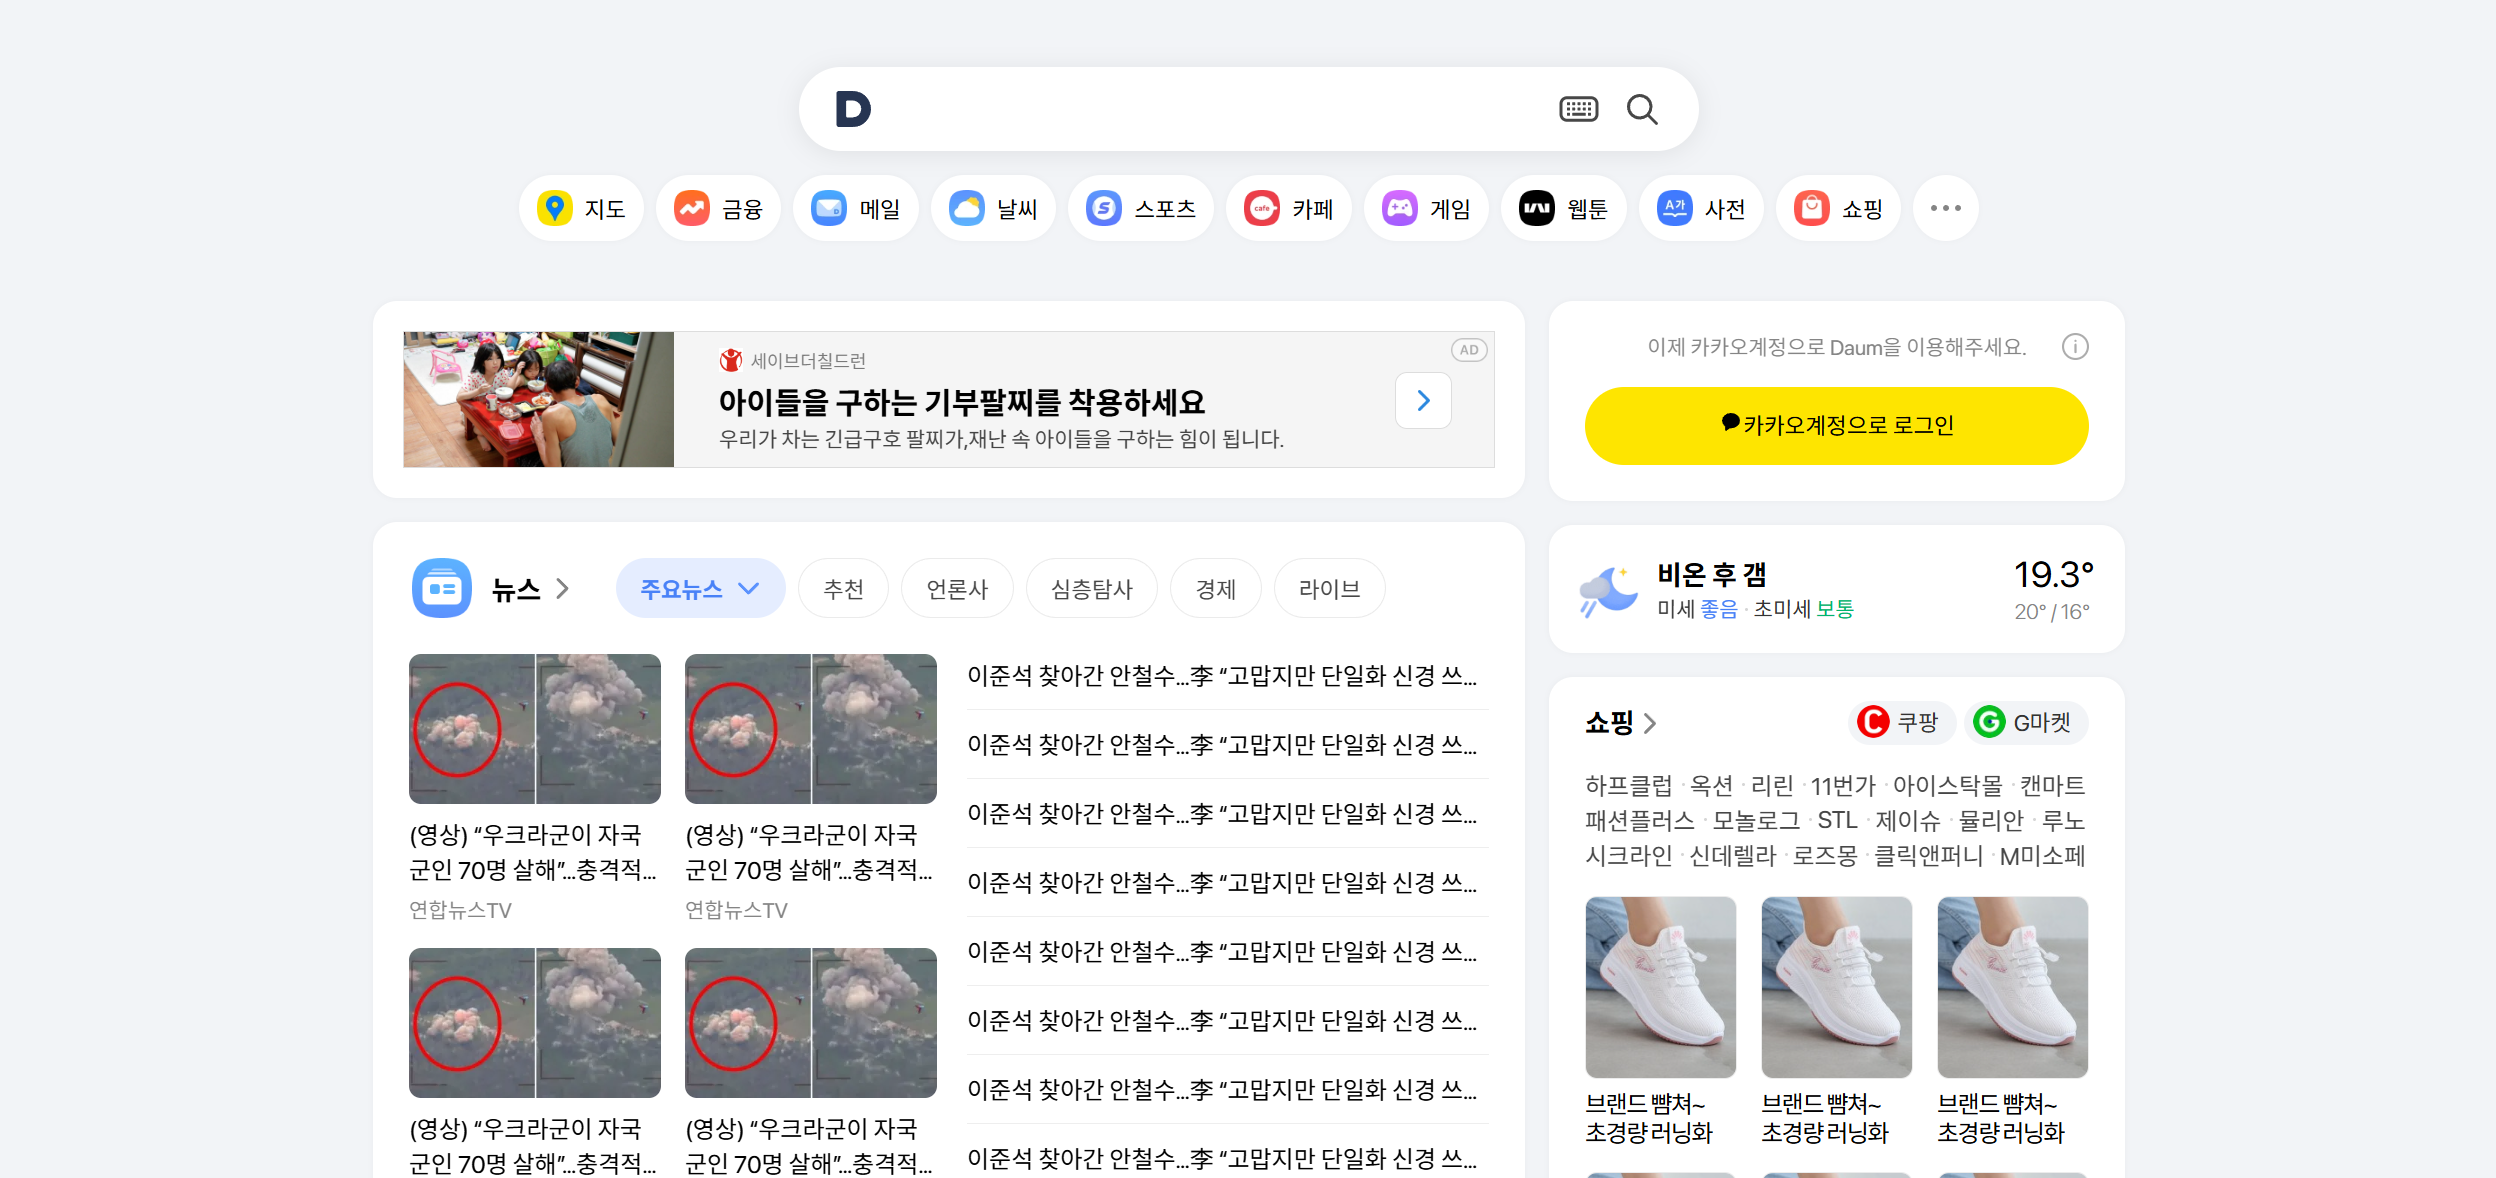 D
지도
금융
메일
날씨
스포츠
cafe 카페
게임
웹툰
A가 사전
쇼핑
세이브더칠드런
AD
아이들을 구하는 기부팔찌를 착용하세요
우리가 차는 긴급구호 팔찌가,재난 속 아이들을 구하는 힘이 됩니다.
이제 카카오계정으로 Daum을 이용해주세요.
카카오계정으로 로그인
뉴스
주요뉴스
추천
언론사
심층탐사
경제
라이브
(영상) “우크라군이 자국
군인 70명 살해”...충격적...
연합뉴스TV
(영상) “우크라군이 자국
군인 70명 살해”...충격적...
연합뉴스TV
(영상) “우크라군이 자국
군인 70명 살해”...충격적...
(영상) “우크라군이 자국
군인 70명 살해”...충격적...
이준석 찾아간 안철수...李 “고맙지만 단일화 신경 쓰...
이준석 찾아간 안철수...李 “고맙지만 단일화 신경 쓰...
이준석 찾아간 안철수...李 “고맙지만 단일화 신경 쓰...
이준석 찾아간 안철수...李 “고맙지만 단일화 신경 쓰...
이준석 찾아간 안철수...李 “고맙지만 단일화 신경 쓰...
이준석 찾아간 안철수...李 “고맙지만 단일화 신경 쓰...
이준석 찾아간 안철수...李 “고맙지만 단일화 신경 쓰...
이준석 찾아간 안철수...李 “고맙지만 단일화 신경 쓰...
비온 후 갬
미세 좋음 · 초미세 보통
19.3°
20° / 16°
쇼핑
C 쿠팡
G G마켓
하프클럽 · 옥션 · 리린 · 11번가 · 아이스탁몰 · 캔마트
패션플러스 · 모놀로그 · STL · 제이슈 · 뮬리안 · 루노
시크라인 · 신데렐라 · 로즈몽 · 클릭앤퍼니 · M미소페
브랜드 뺨쳐~
초경량 러닝화
브랜드 뺨쳐~
초경량 러닝화
브랜드 뺨쳐~
초경량 러닝화